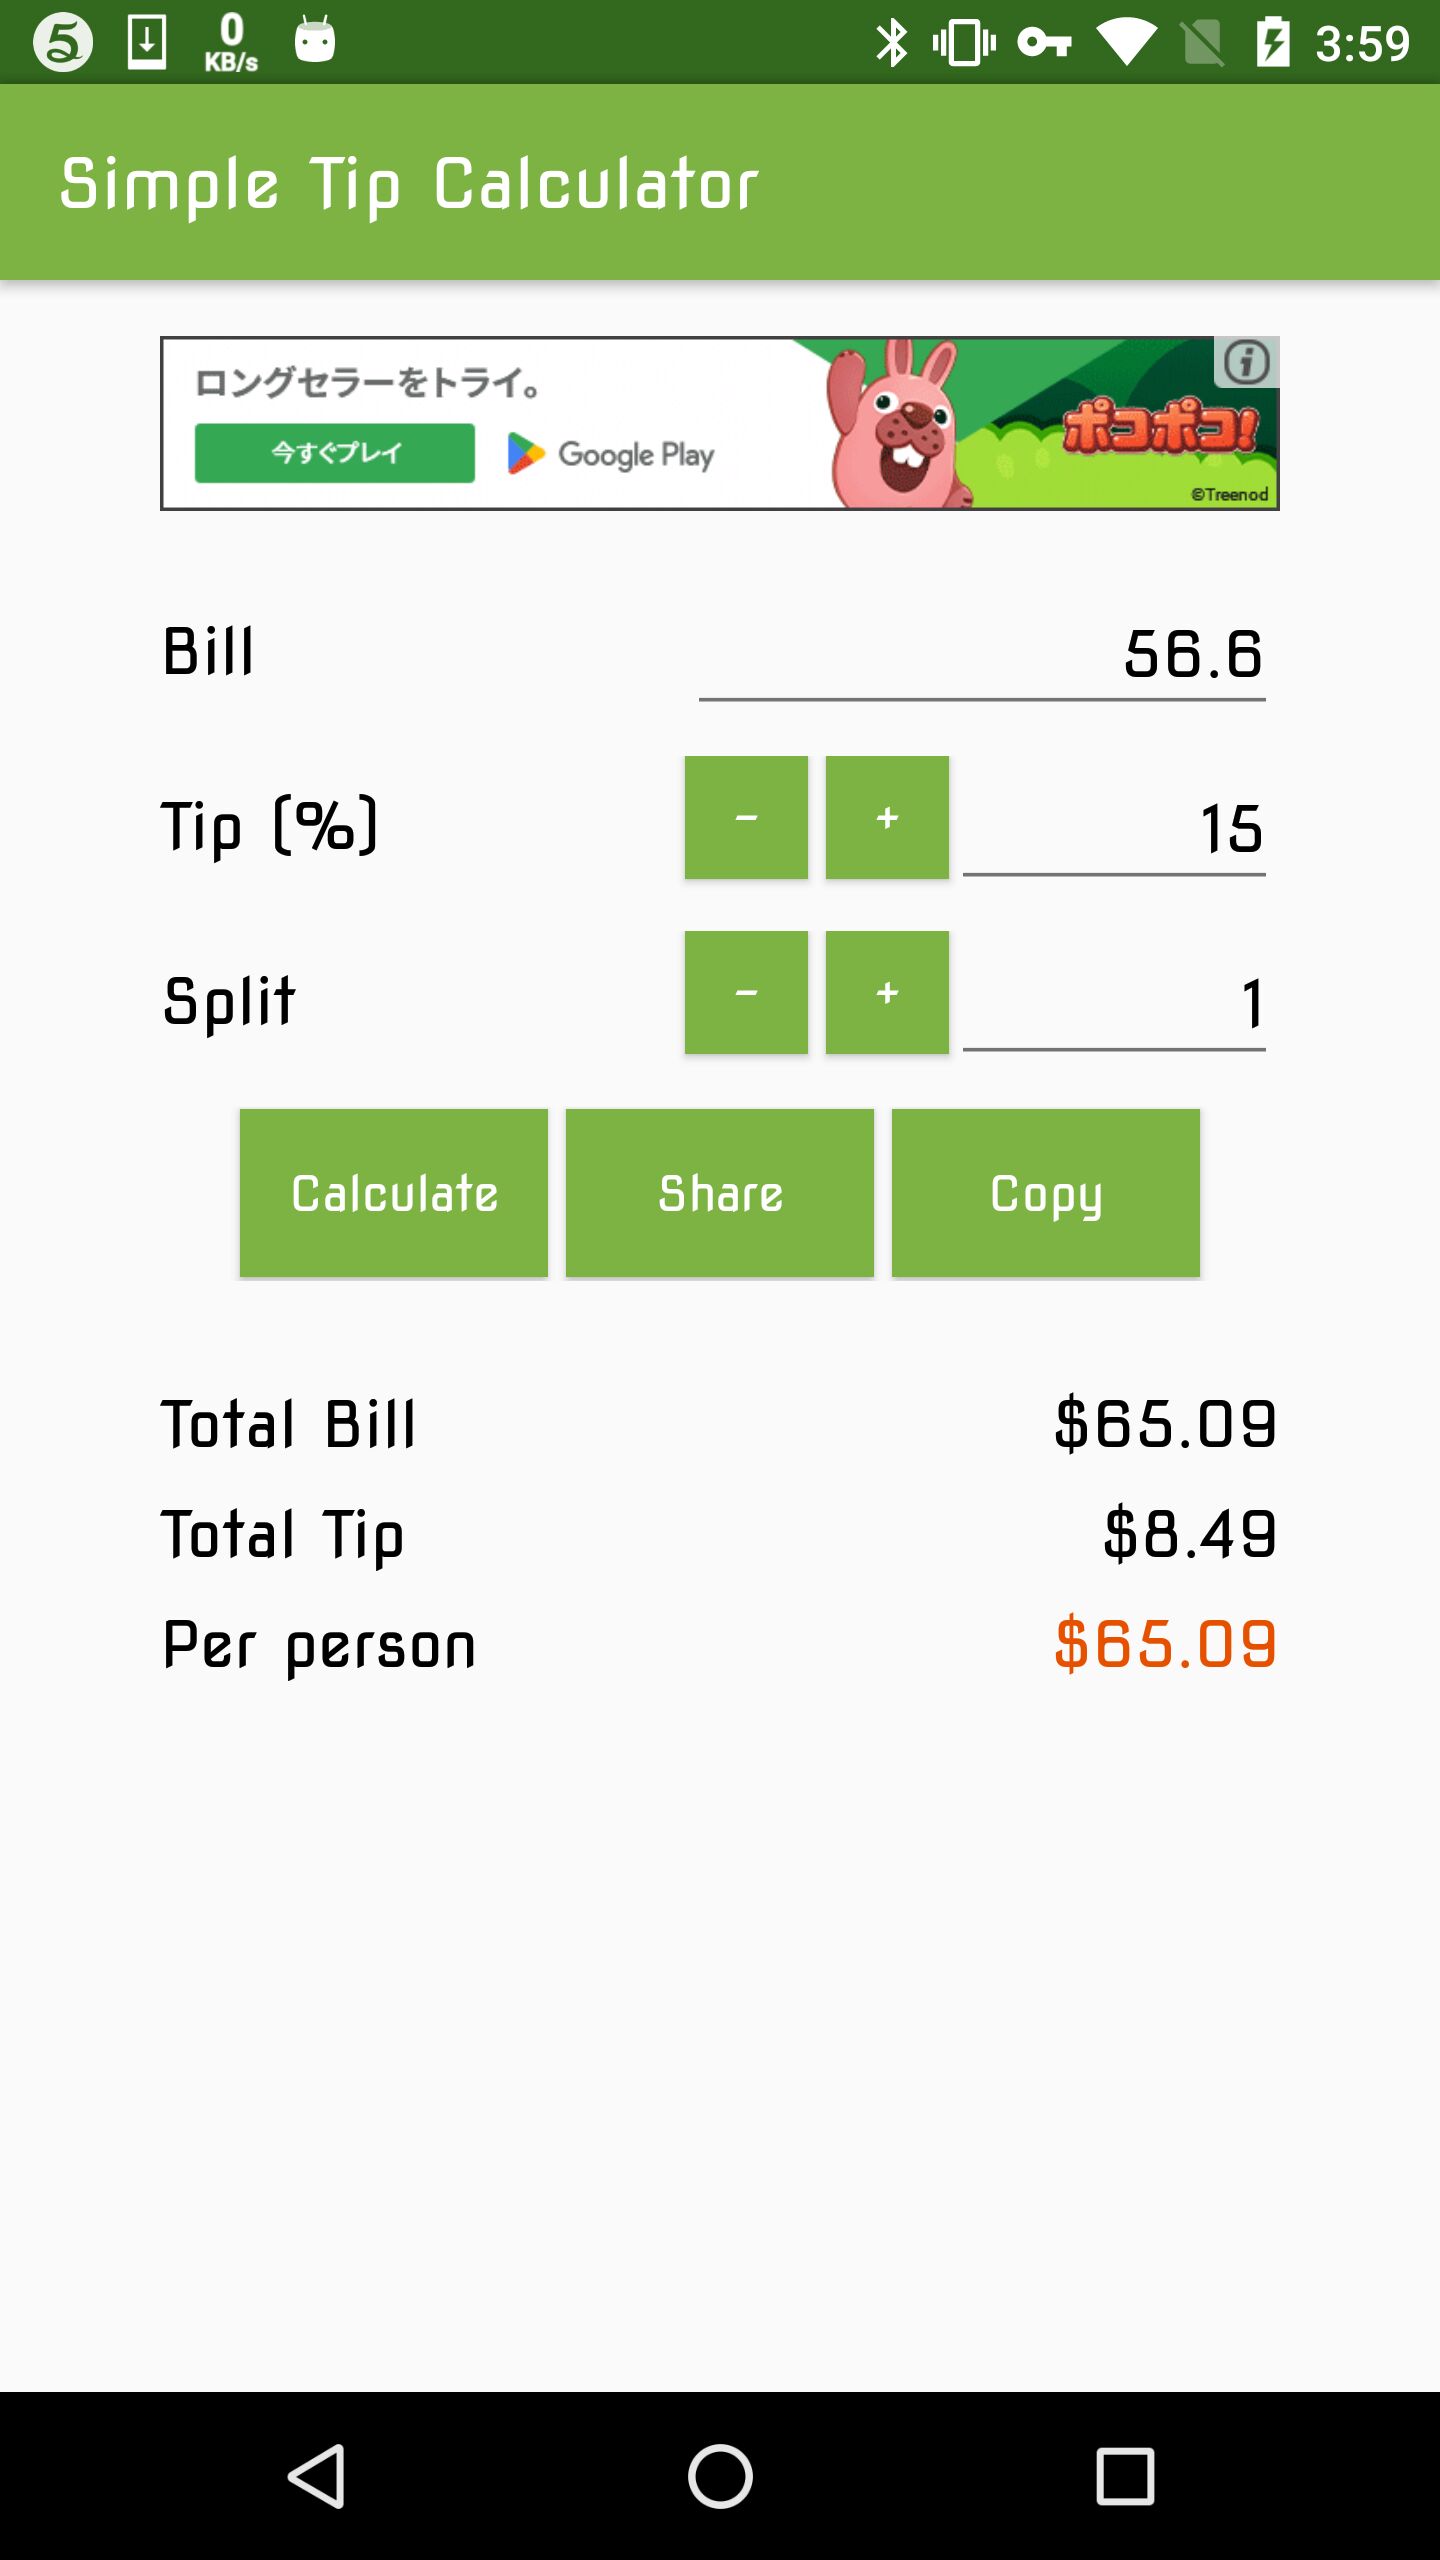 5 0 KB/s 3:59
Simple Tip Calculator
ロングセラーをトライ。
今すぐプレイ Google Play
ポコポコ!
©Treenod
Bill 56.6
Tip (%) - + 15
Split - + 1
Calculate Share Copy
Total Bill $65.09
Total Tip $8.49
Per person $65.09